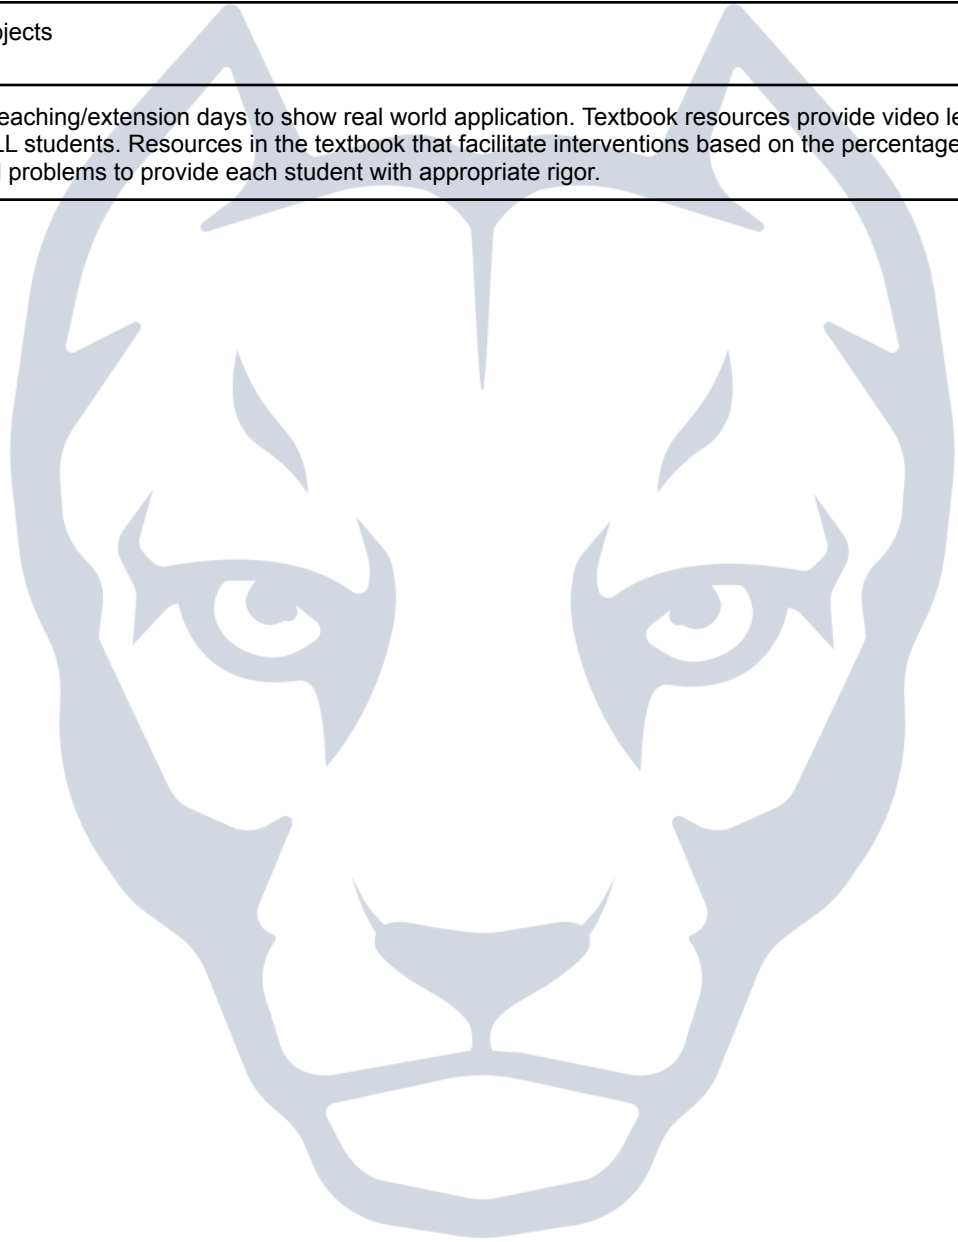 jects
eaching/extension days to show real world application. Textbook resources provide video le
LL students. Resources in the textbook that facilitate interventions based on the percentage
problems to provide each student with appropriate rigor.